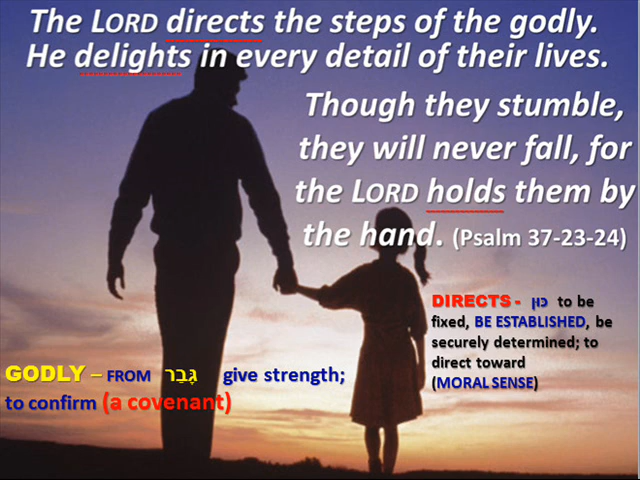 The LORD directs the steps of the godly.
He delights in every detail of their lives.
Though they stumble,
they will never fall, for
the LORD holds them by
the hand. (Psalm 37-23-24)
DIRECTS - כּוּן to be
fixed, BE ESTABLISHED, be
securely determined; to
direct toward
(MORAL SENSE)
GODLY – FROM גָּבַר give strength;
to confirm (a covenant)